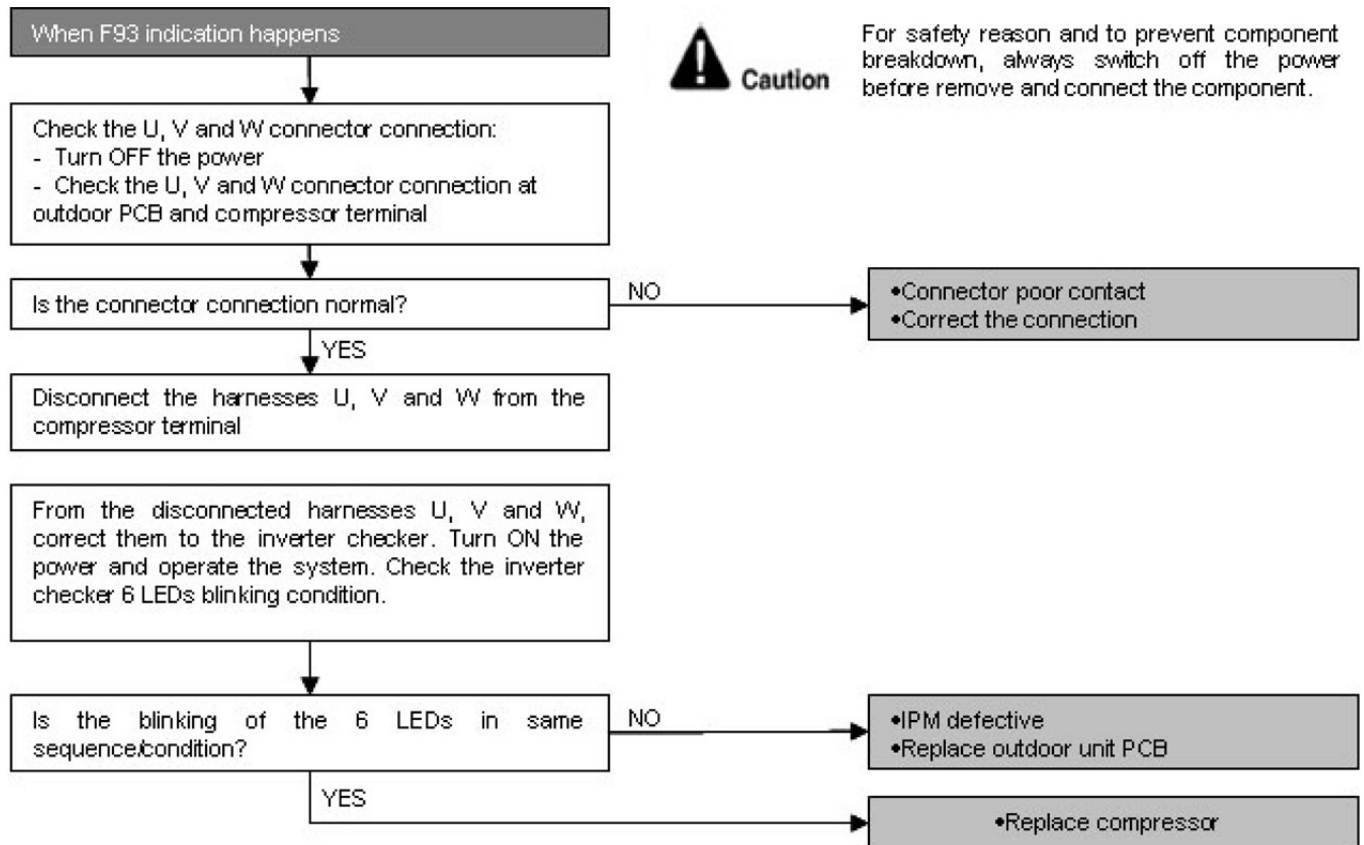 When F93 indication happens
Caution
For safety reason and to prevent component
breakdown, always switch off the power
before remove and connect the component.
Check the U, V and W connector connection:
- Turn OFF the power
- Check the U, V and W connector connection at
outdoor PCB and compressor terminal
Is the connector connection normal?
NO
•Connector poor contact
•Correct the connection
YES
Disconnect the harnesses U, V and W from the
compressor terminal
From the disconnected harnesses U, V and W,
correct them to the inverter checker. Turn ON the
power and operate the system. Check the inverter
checker 6 LEDs blinking condition.
Is the blinking of the 6 LEDs in same
sequence/condition?
NO
•IPM defective
•Replace outdoor unit PCB
YES
•Replace compressor